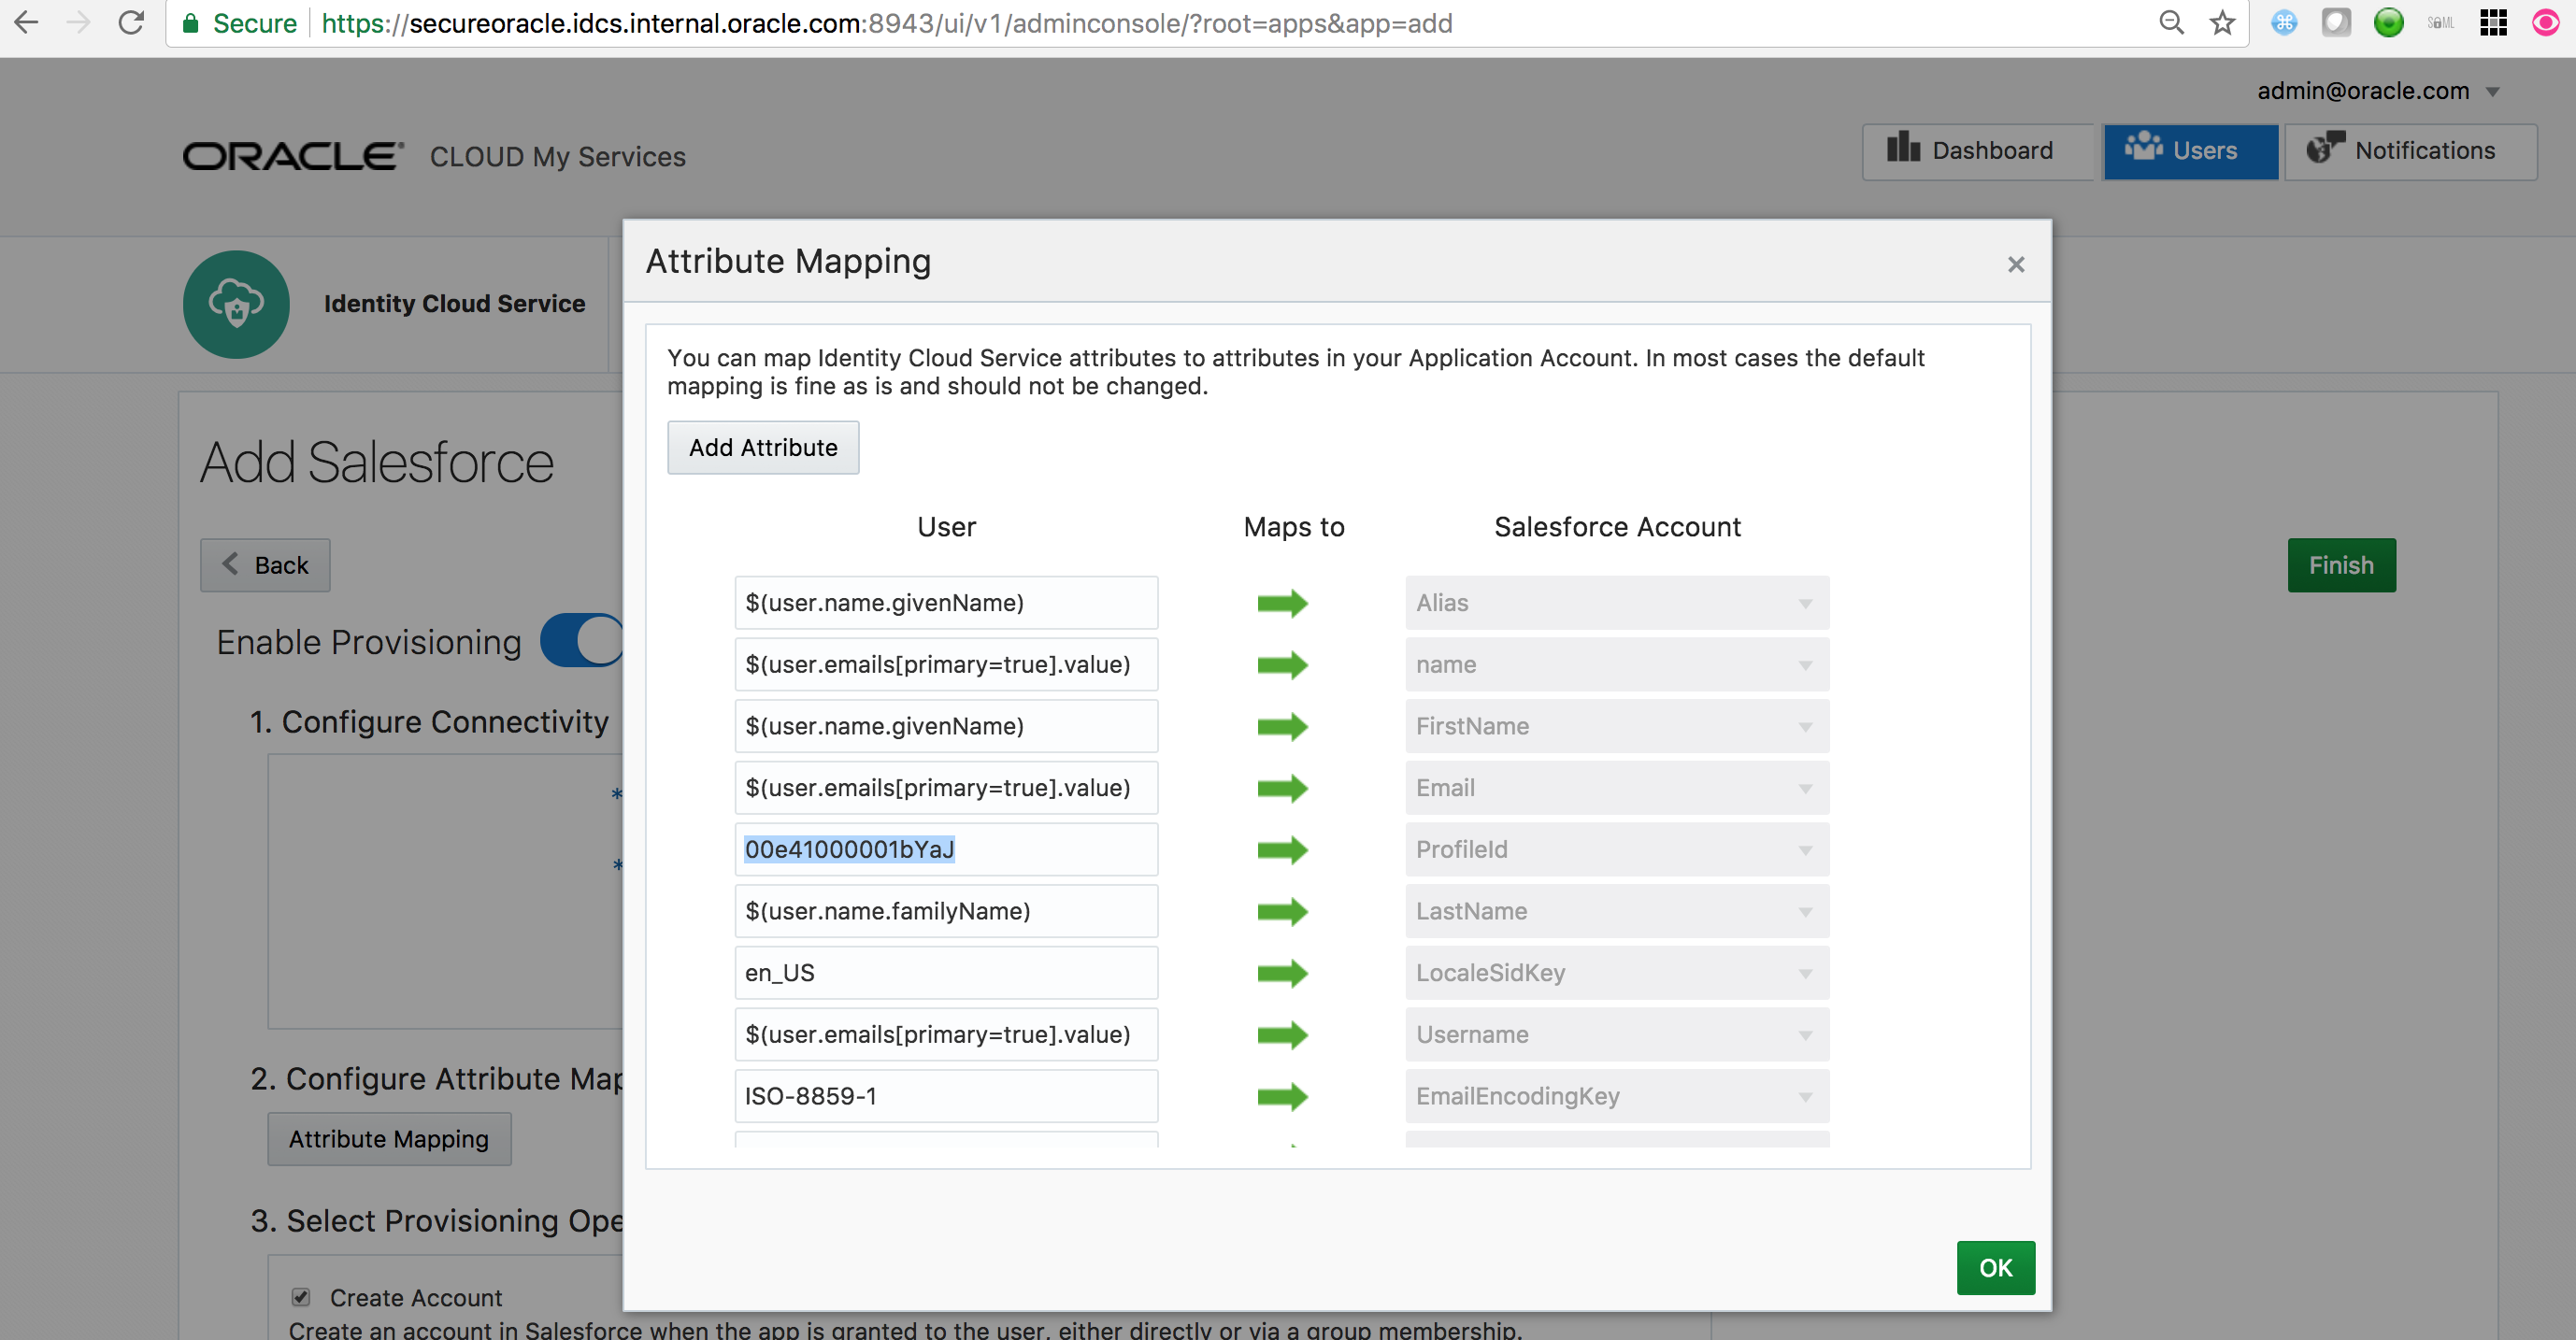 Secure https://secureoracle.idcs.internal.oracle.com:8943/ui/v1/adminconsole/?root=apps&app=add
admin@oracle.com
ORACLE CLOUD My Services
Dashboard
Users
Notifications
Identity Cloud Service
Attribute Mapping
You can map Identity Cloud Service attributes to attributes in your Application Account. In most cases the default
mapping is fine as is and should not be changed.
Add Attribute
User Maps to Salesforce Account
$(user.name.givenName) Alias
$(user.emails[primary=true].value) name
$(user.name.givenName) FirstName
$(user.emails[primary=true].value) Email
00e41000001bYaJ ProfileId
$(user.name.familyName) LastName
en_US LocaleSidKey
$(user.emails[primary=true].value) Username
ISO-8859-1 EmailEncodingKey
OK
Add Salesforce
Back
Finish
Enable Provisioning
1. Configure Connectivity
*
*
2. Configure Attribute Map
Attribute Mapping
3. Select Provisioning Ope
Create Account
Create an account in Salesforce when the app is granted to the user, either directly or via a group membership.